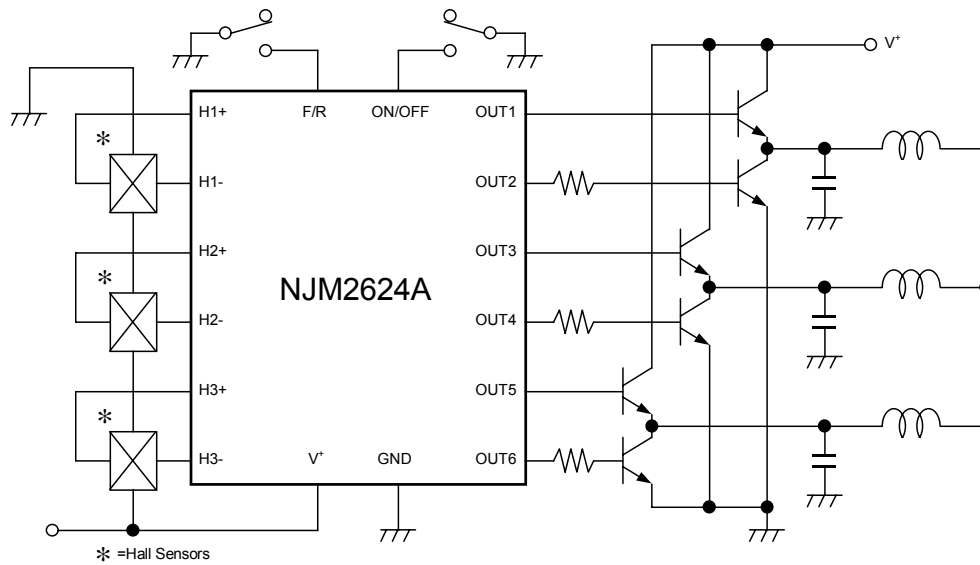 V+
H1+ F/R ON/OFF OUT1
*
H1- OUT2
H2+ OUT3
*
NJM2624A
H2- OUT4
H3+ OUT5
*
H3- V+ GND OUT6
* =Hall Sensors